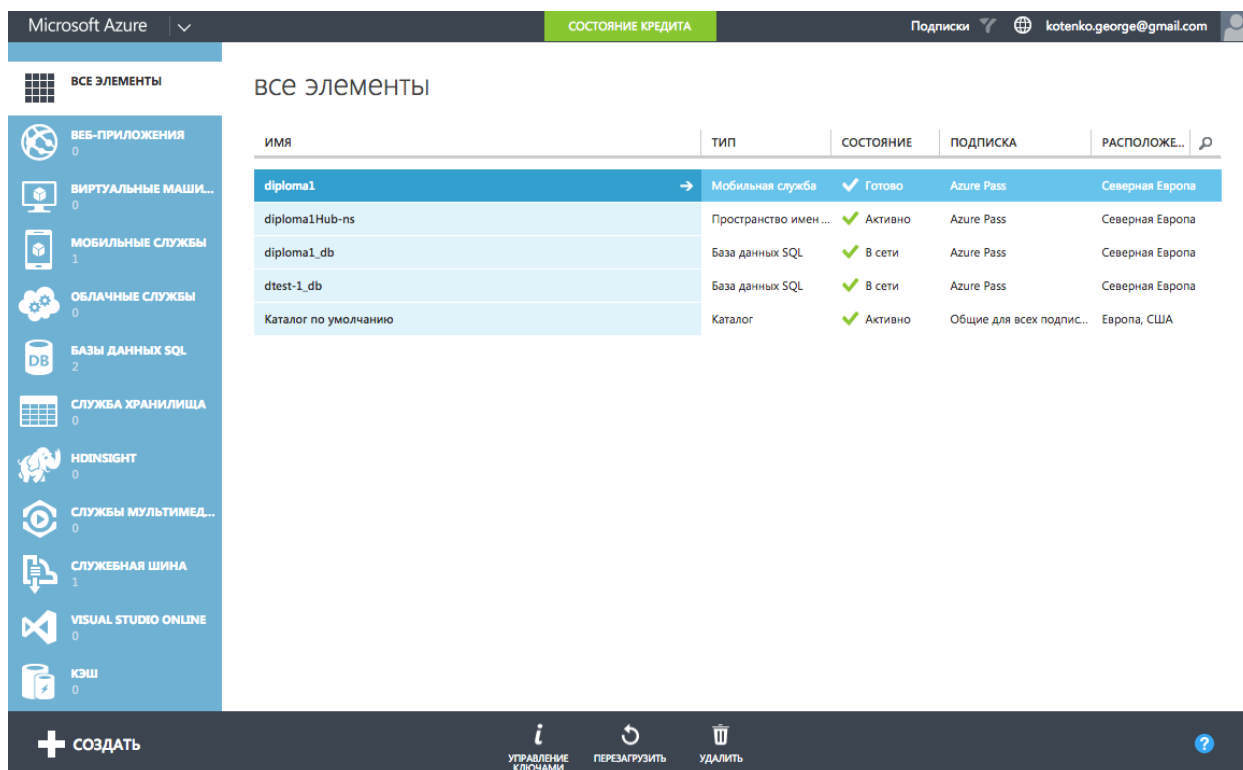 Microsoft Azure
СОСТОЯНИЕ КРЕДИТА
Подписки
kotenko.george@gmail.com
ВСЕ ЭЛЕМЕНТЫ
ВЕБ-ПРИЛОЖЕНИЯ
0
ВИРТУАЛЬНЫЕ МАШИ...
0
МОБИЛЬНЫЕ СЛУЖБЫ
1
ОБЛАЧНЫЕ СЛУЖБЫ
0
DB
БАЗЫ ДАННЫХ SQL
2
СЛУЖБА ХРАНИЛИЩА
0
HDINSIGHT
0
СЛУЖБЫ МУЛЬТИМЕД...
0
СЛУЖЕБНАЯ ШИНА
1
VISUAL STUDIO ONLINE
0
КЭШ
0
все элементы
ИМЯ ТИП СОСТОЯНИЕ ПОДПИСКА РАСПОЛОЖЕ...
diploma1 Мобильная служба Готово Azure Pass Северная Европа
diploma1Hub-ns Пространство имен ... Активно Azure Pass Северная Европа
diploma1_db База данных SQL В сети Azure Pass Северная Европа
dtest-1_db База данных SQL В сети Azure Pass Северная Европа
Каталог по умолчанию Каталог Активно Общие для всех подпис... Европа, США
СОЗДАТЬ
УПРАВЛЕНИЕ
КЛЮЧАМИ
ПЕРЕЗАГРУЗИТЬ
УДАЛИТЬ
?